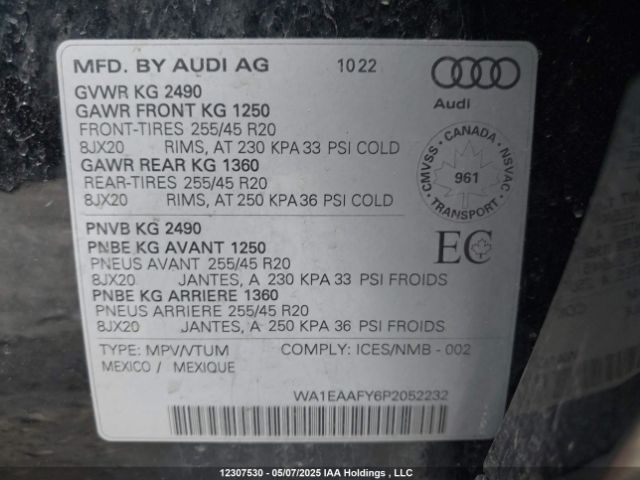 MFD. BY AUDI AG 10 22
Audi
GVWR KG 2490
GAWR FRONT KG 1250
FRONT-TIRES 255/45 R20
8JX20 RIMS, AT 230 KPA 33 PSI COLD
GAWR REAR KG 1360
REAR-TIRES 255/45 R20
8JX20 RIMS, AT 250 KPA 36 PSI COLD
CMVSS CANADA NSVAC
961
TRANSPORT
PNVB KG 2490
PNBE KG AVANT 1250
PNEUS AVANT 255/45 R20
8JX20 JANTES, A 230 KPA 33 PSI FROIDS
PNBE KG ARRIERE 1360
PNEUS ARRIERE 255/45 R20
8JX20 JANTES, A 250 KPA 36 PSI FROIDS
EC
TYPE: MPV/VTUM COMPLY: ICES/NMB - 002
MEXICO / MEXIQUE
WA1EAAFY6P2052232
12307530 - 05/07/2025 IAA Holdings , LLC